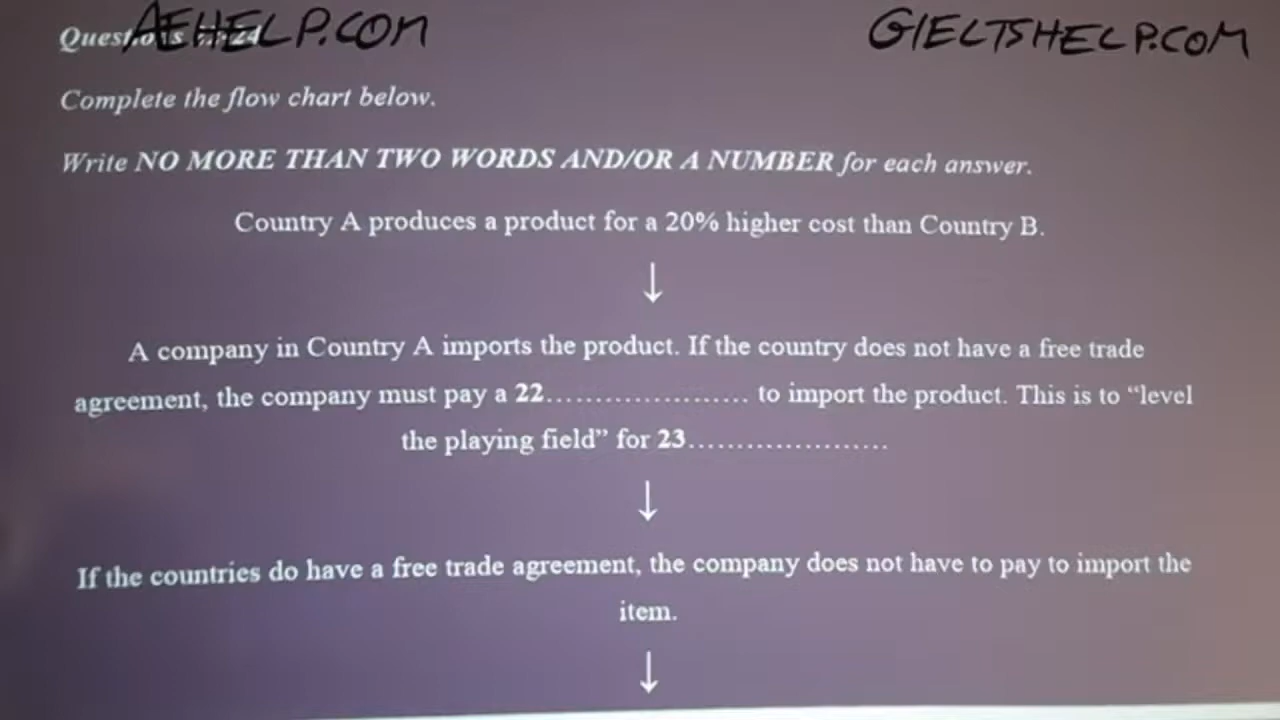 AEHELP.COM
GIELTSHELP.COM
Questions
Complete the flow chart below.
Write NO MORE THAN TWO WORDS AND/OR A NUMBER for each answer.
Country A produces a product for a 20% higher cost than Country B.
↓
A company in Country A imports the product. If the country does not have a free trade
agreement, the company must pay a 22..................... to import the product. This is to “level
the playing field” for 23.....................
↓
If the countries do have a free trade agreement, the company does not have to pay to import the
item.
↓